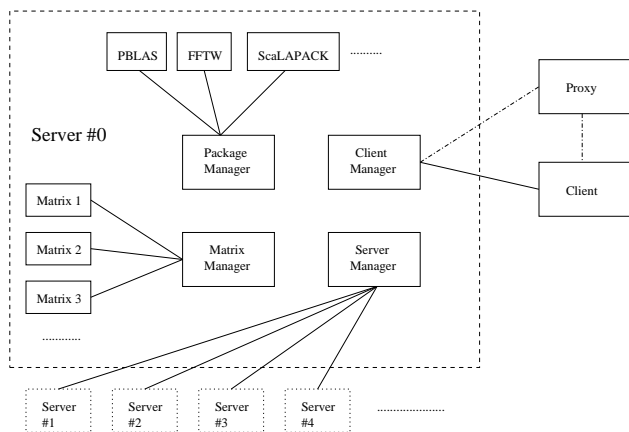 PBLAS
FFTW
ScaLAPACK
..........
Proxy
Server #0
Package
Manager
Client
Manager
Client
Matrix 1
Matrix 2
Matrix 3
............
Matrix
Manager
Server
Manager
Server
#1
Server
#2
Server
#3
Server
#4
.....................